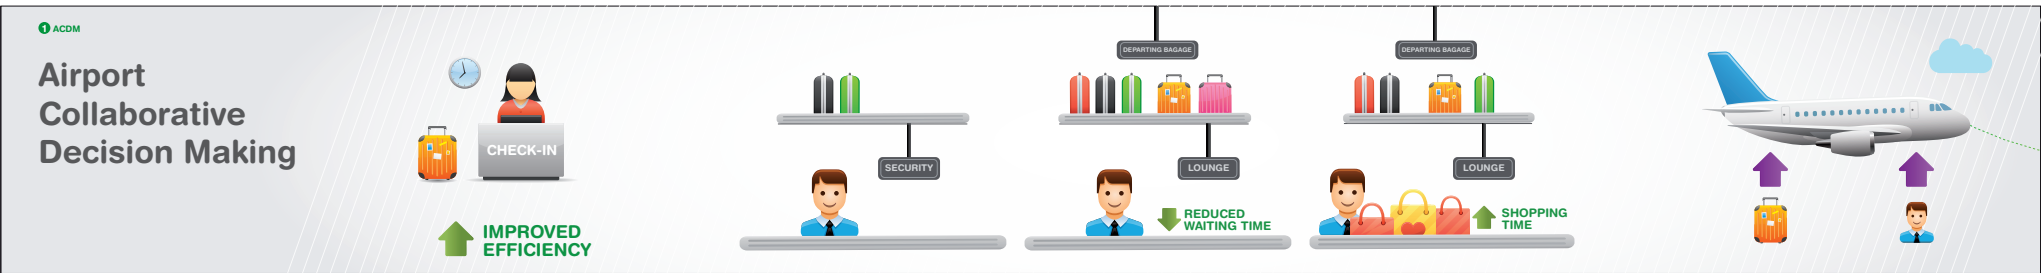 1 ACDM
Airport
Collaborative
Decision Making
CHECK-IN
IMPROVED
EFFICIENCY
SECURITY
DEPARTING BAGAGE
LOUNGE
REDUCED
WAITING TIME
DEPARTING BAGAGE
LOUNGE
SHOPPING
TIME